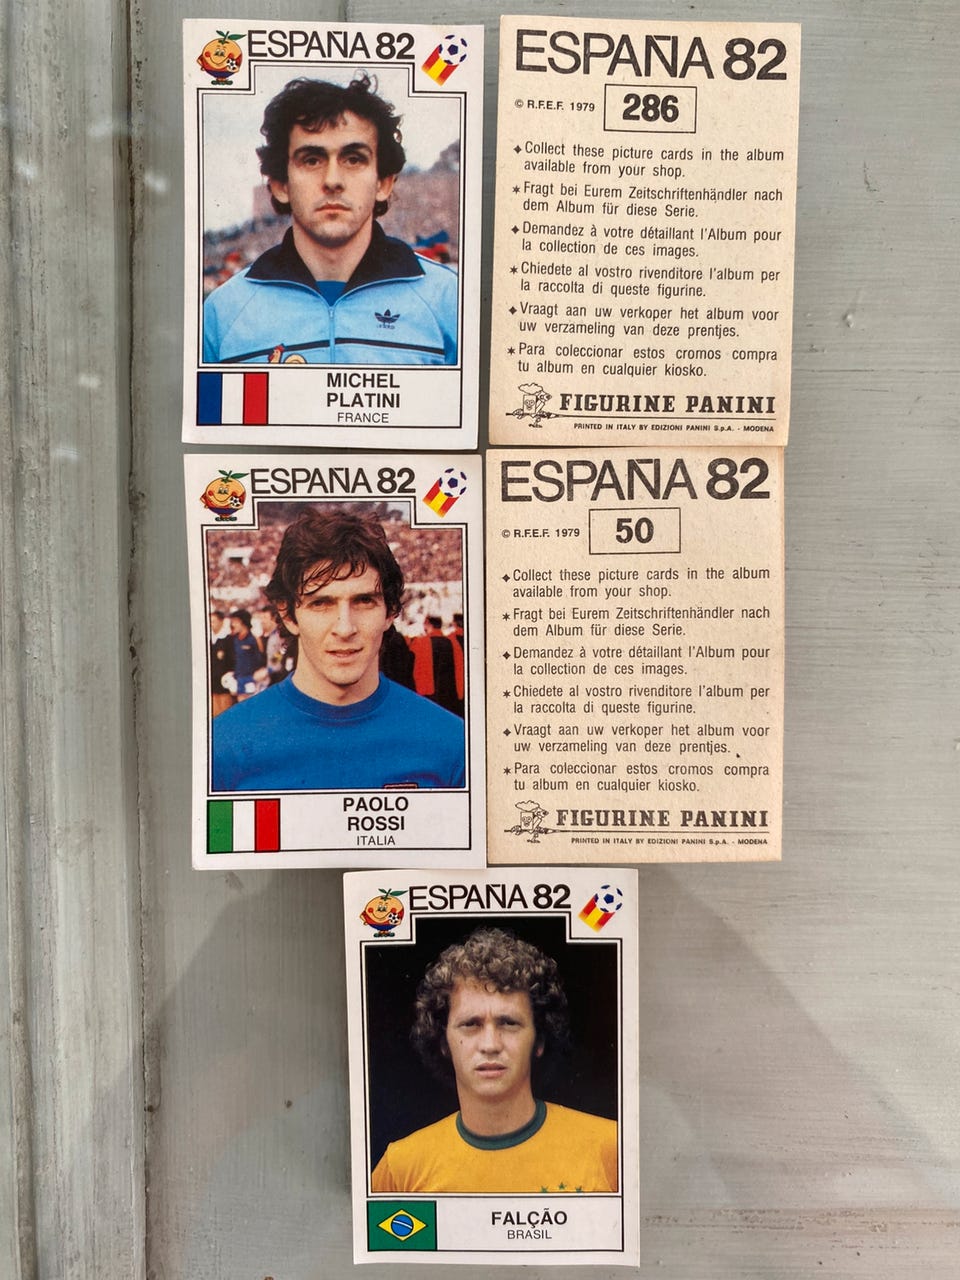 ESPAÑA 82
adidas
MICHEL
PLATINI
FRANCE
ESPAÑA 82
© R.F.E.F. 1979
286
Collect these picture cards in the album
available from your shop.
Fragt bei Eurem Zeitschriftenhändler nach
dem Album für diese Serie.
Demandez à votre détaillant l'Album pour
la collection de ces images.
Chiedete al vostro rivenditore l'album per
la raccolta di queste figurine.
Vraagt aan uw verkoper het album voor
uw verzameling van deze prentjes.
Para coleccionar estos cromos compra
tu album en cualquier kiosko.
FIGURINE PANINI
PRINTED IN ITALY BY EDIZIONI PANINI S.p.A. - MODENA
ESPAÑA 82
PAOLO
ROSSI
ITALIA
ESPAÑA 82
© R.F.E.F. 1979
50
Collect these picture cards in the album
available from your shop.
Fragt bei Eurem Zeitschriftenhändler nach
dem Album für diese Serie.
Demandez à votre détaillant l'Album pour
la collection de ces images.
Chiedete al vostro rivenditore l'album per
la raccolta di queste figurine.
Vraagt aan uw verkoper het album voor
uw verzameling van deze prentjes.
Para coleccionar estos cromos compra
tu album en cualquier kiosko.
FIGURINE PANINI
PRINTED IN ITALY BY EDIZIONI PANINI S.p.A. - MODENA
ESPAÑA 82
FALÇÃO
BRASIL